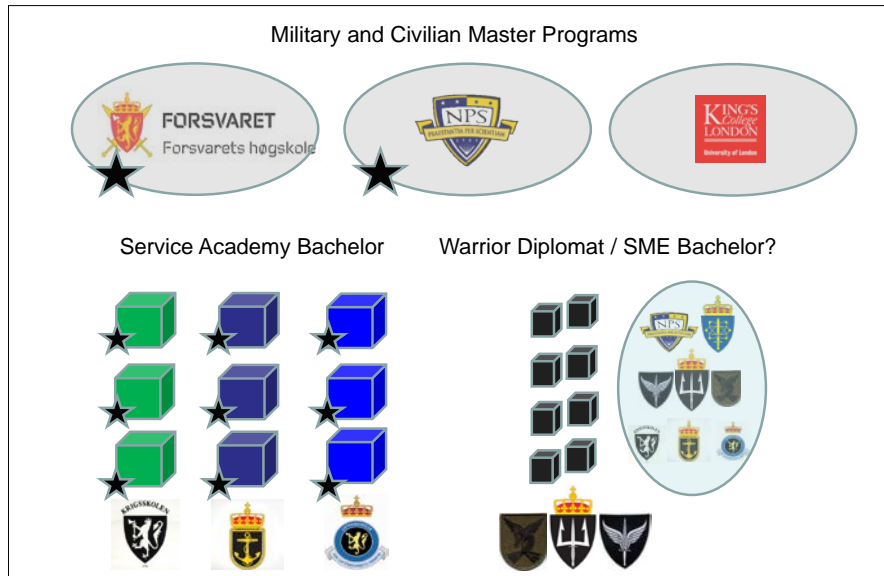 Military and Civilian Master Programs
FORSVARET
Forsvarets høgskole
NPS
PRAESTANTIA PER SCIENTIAM
KING'S
College
LONDON
University of London
Service Academy Bachelor
Warrior Diplomat / SME Bachelor?
NPS
KRIGSSKOLEN